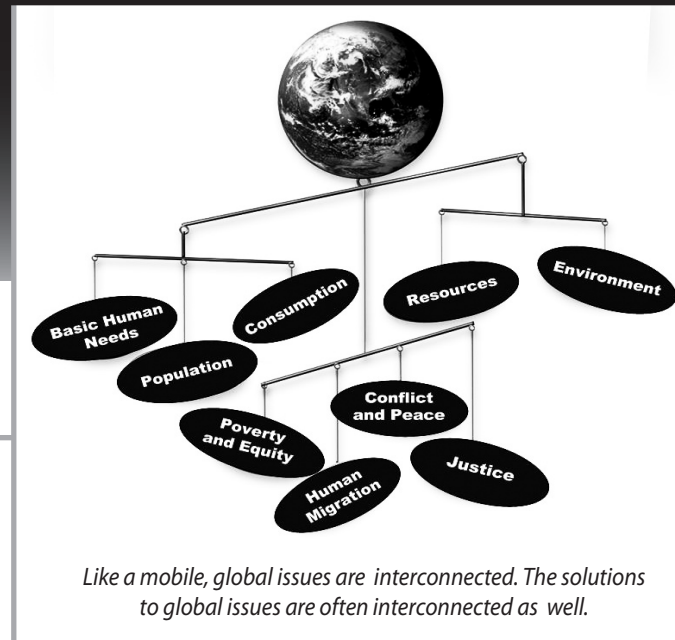 Basic Human
Needs
Population
Consumption
Resources
Environment
Poverty
and Equity
Human
Migration
Conflict
and Peace
Justice
Like a mobile, global issues are interconnected. The solutions
to global issues are often interconnected as well.